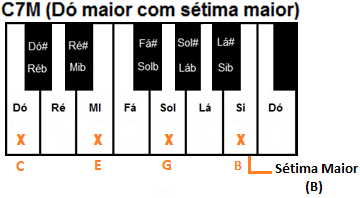 C7M (Dó maior com sétima maior)
Dó# Ré# Fá# Sol# Lá#
Réb Mib Solb Láb Sib
Dó Ré MI Fá Sol Lá Si Dó
X X X X
C E G B Sétima Maior
(B)